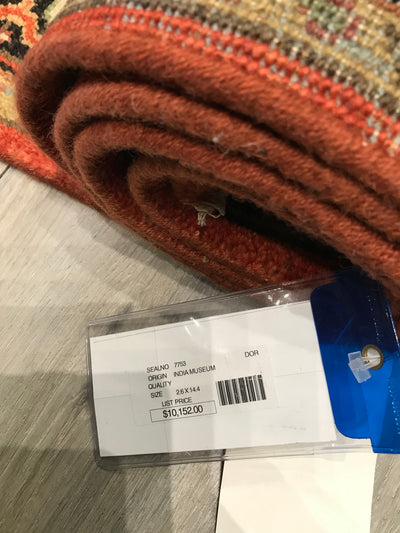 DOR
SEALNO 7753
ORIGIN INDIA MUSEUM
QUALITY
SIZE 2.6 X 14.4
LIST PRICE
$10,152.00